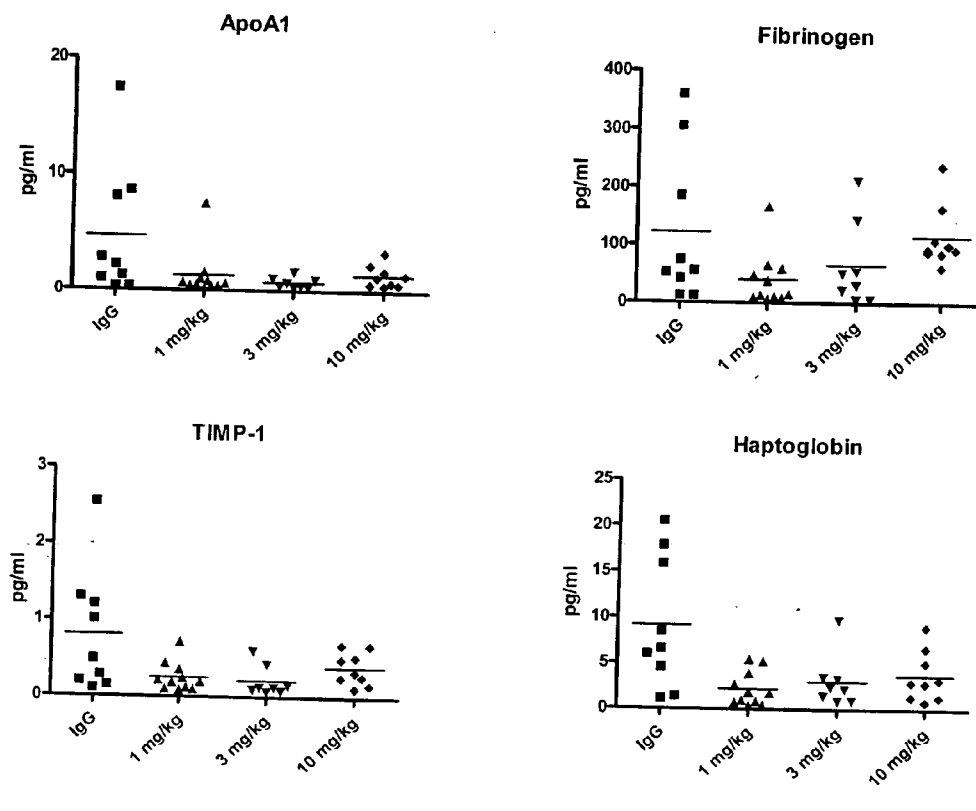 ApoA1
20
10
0
pg/ml
IgG
1 mg/kg
3 mg/kg
10 mg/kg
Fibrinogen
400
300
200
100
0
pg/ml
IgG
1 mg/kg
3 mg/kg
10 mg/kg
TIMP-1
3
2
1
0
pg/ml
IgG
1 mg/kg
3 mg/kg
10 mg/kg
Haptoglobin
25
20
15
10
5
0
pg/ml
IgG
1 mg/kg
3 mg/kg
10 mg/kg